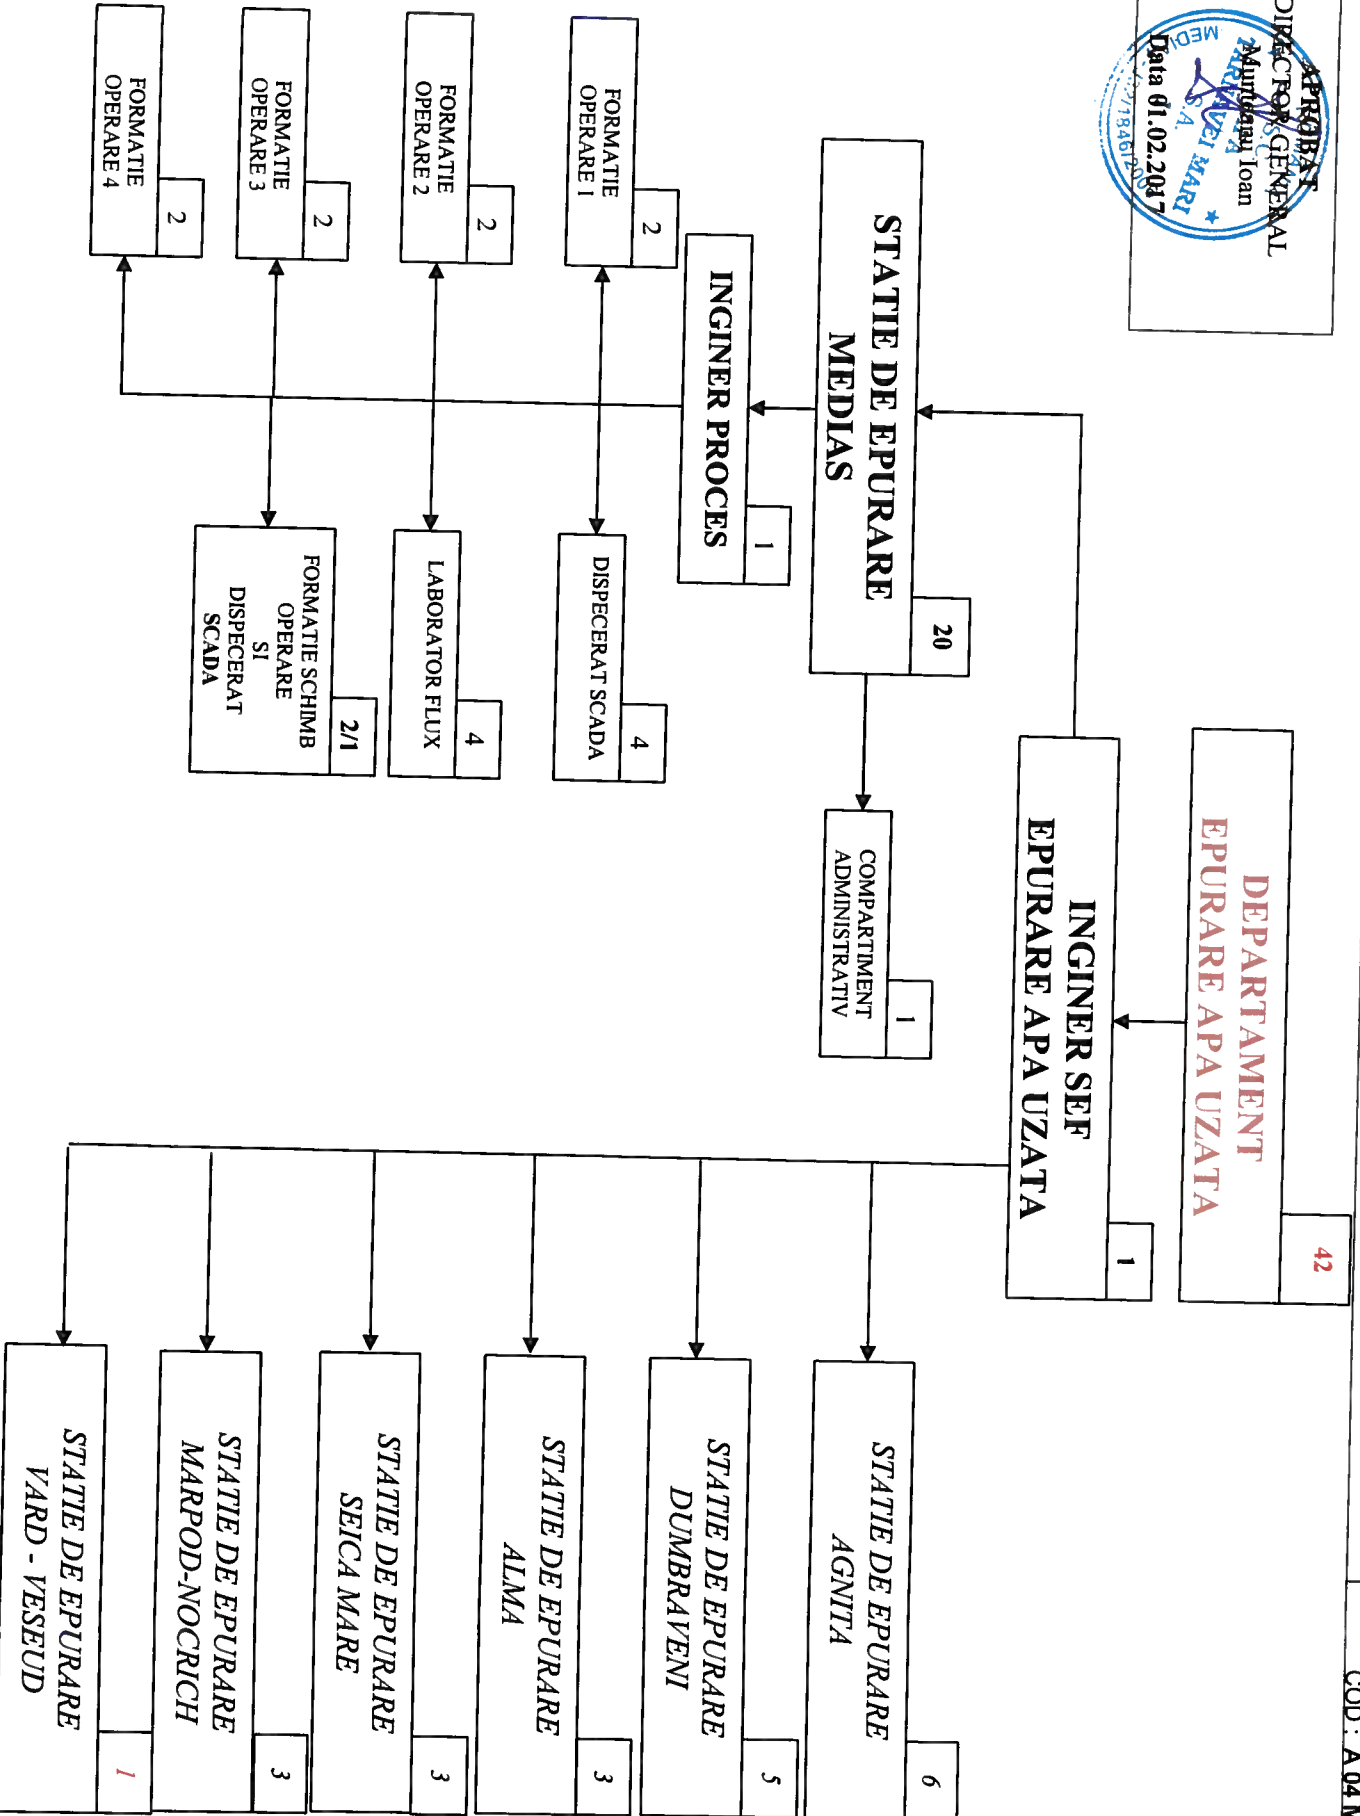 COD : A 04
APROBAT
DIRECTOR GENERAL
Munteanu Ioan
Data 01.02.2017
TARNAVEI MARI
S.A.
MEDI
DEPARTAMENT
EPURARE APA UZATA
42
INGINER SEF
EPURARE APA UZATA
1
STATIE DE EPURARE
MEDIAS
20
COMPARTIMENT
ADMINISTRATIV
1
INGINER PROCES
1
FORMATIE
OPERARE 1
2
DISPECERAT SCADA
4
FORMATIE
OPERARE 2
2
LABORATOR FLUX
4
FORMATIE
OPERARE 3
2
FORMATIE SCHIMB
OPERARE
SI
DISPECERAT
SCADA
2/1
FORMATIE
OPERARE 4
2
STATIE DE EPURARE
AGNITA
6
STATIE DE EPURARE
DUMBRAVENI
5
STATIE DE EPURARE
ALMA
3
STATIE DE EPURARE
SEICA MARE
3
STATIE DE EPURARE
MARPOD-NOCRICH
3
STATIE DE EPURARE
VARD - VESEUD
1